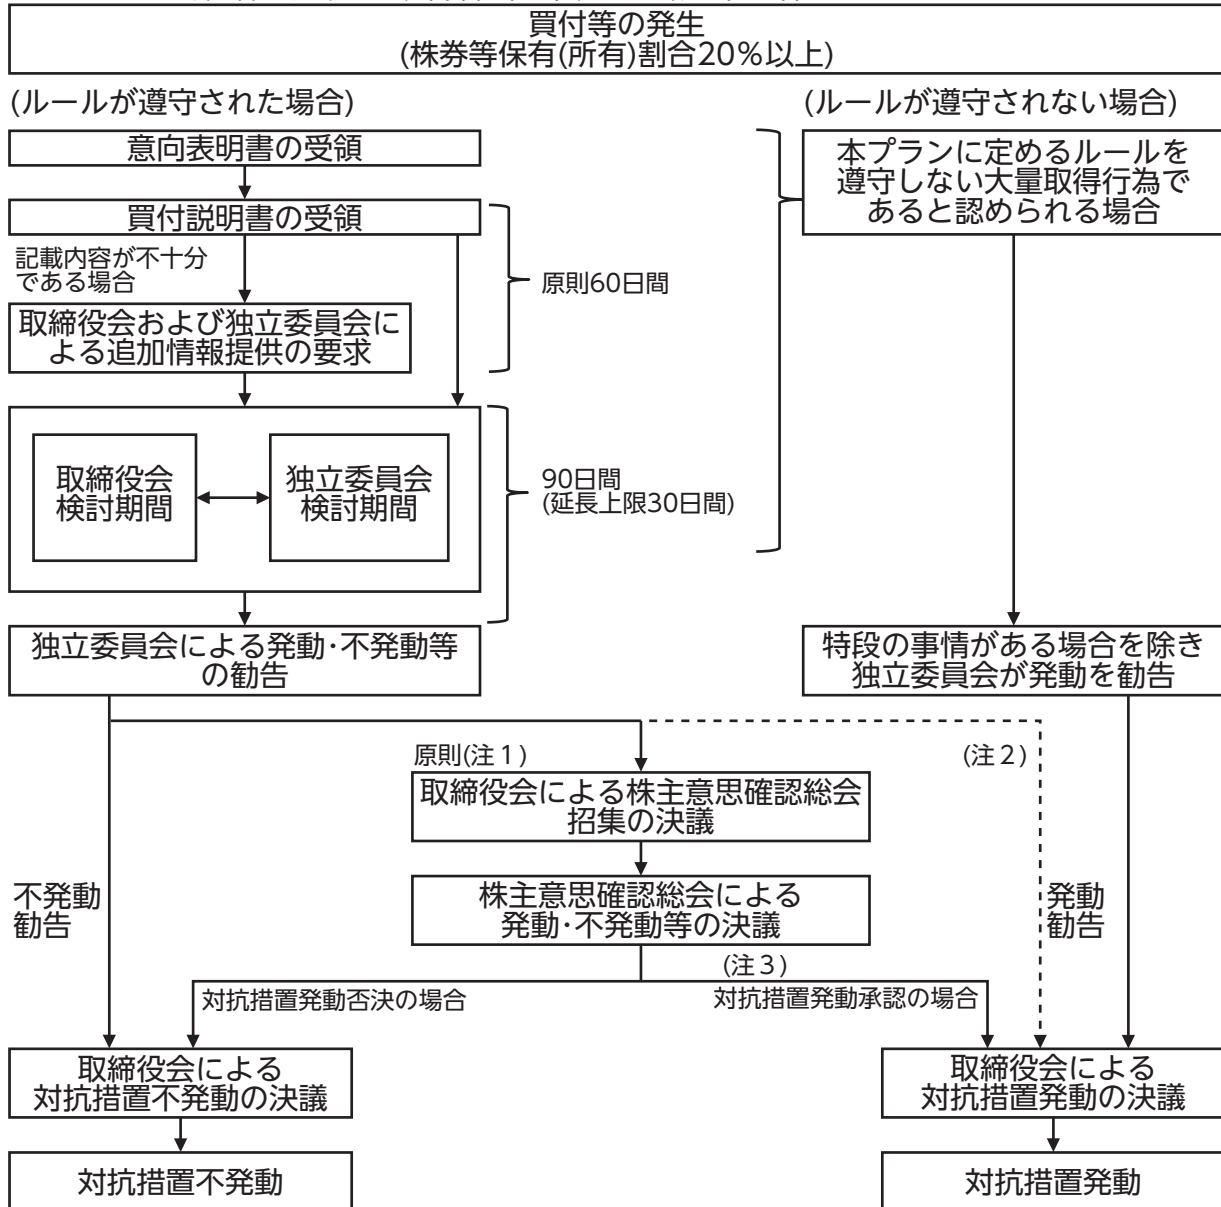 買付等の発生
(株券等保有(所有)割合20%以上)
(ルールが遵守された場合)
(ルールが遵守されない場合)
意向表明書の受領
本プランに定めるルールを
遵守しない大量取得行為で
あると認められる場合
買付説明書の受領
記載内容が不十分
である場合
原則60日間
取締役会および独立委員会に
よる追加情報提供の要求
取締役会
検討期間
独立委員会
検討期間
90日間
(延長上限30日間)
独立委員会による発動・不発動等
の勧告
特段の事情がある場合を除き
独立委員会が発動を勧告
原則(注1)
(注2)
取締役会による株主意思確認総会
招集の決議
不発動
勧告
株主意思確認総会による
発動・不発動等の決議
発動
勧告
(注3)
対抗措置発動否決の場合
対抗措置発動承認の場合
取締役会による
対抗措置不発動の決議
取締役会による
対抗措置発動の決議
対抗措置不発動
対抗措置発動